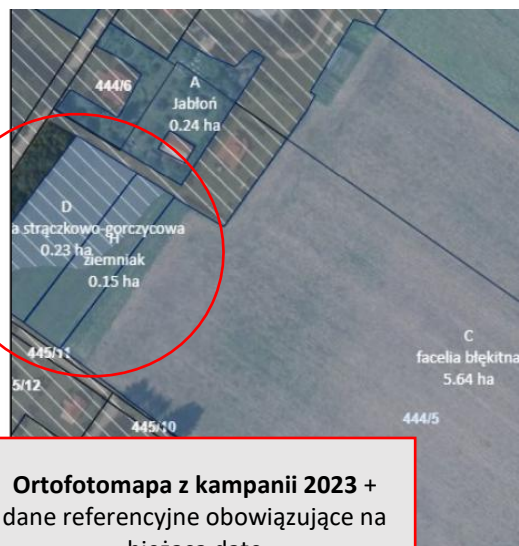 444/6
A
Jabłoń
0.24 ha
D
a strączkowo-gorczycowa
0.23 ha
H
ziemniak
0.15 ha
C
facelia błękitna
5.64 ha
445/11
5/12
445/10
444/5
Ortofotomapa z kampanii 2023 +
dane referencyjne obowiązujące na
bieżącą datę